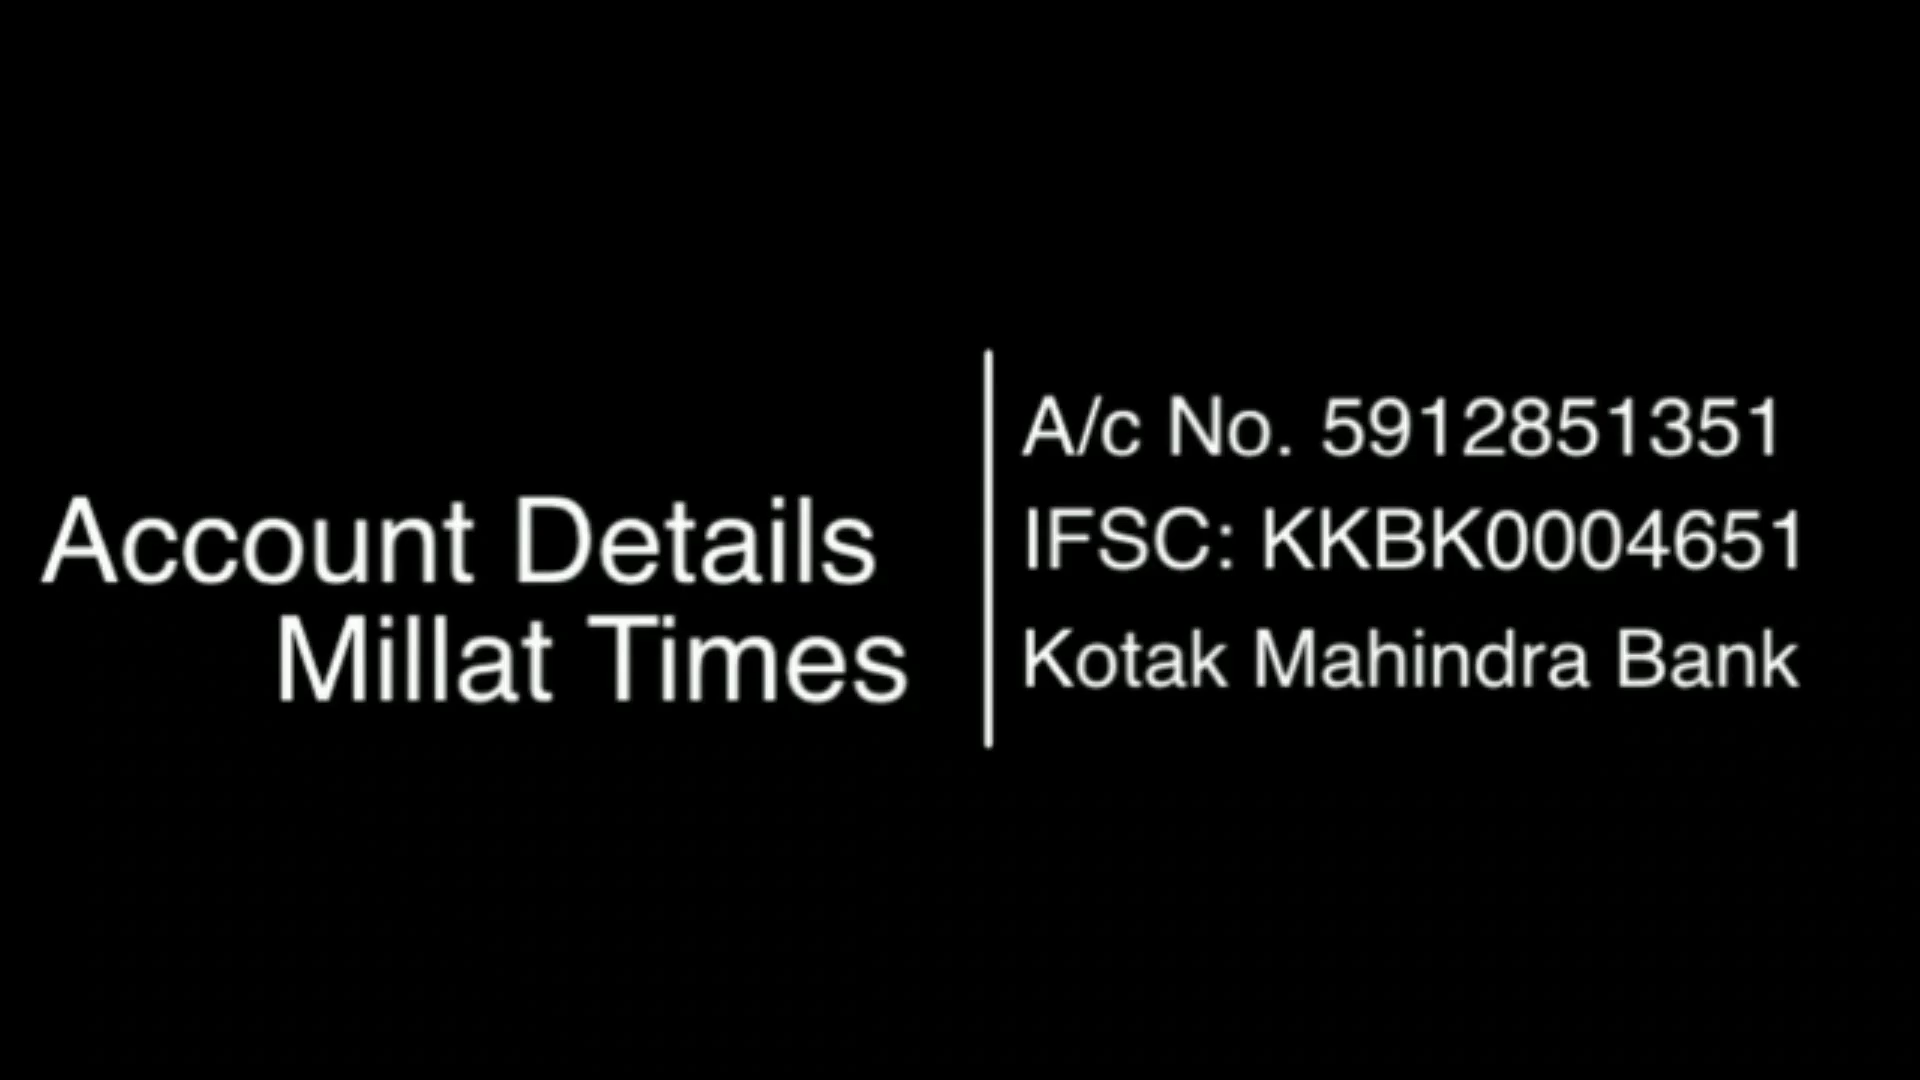 Account Details
Millat Times
A/c No. 5912851351
IFSC: KKBK0004651
Kotak Mahindra Bank